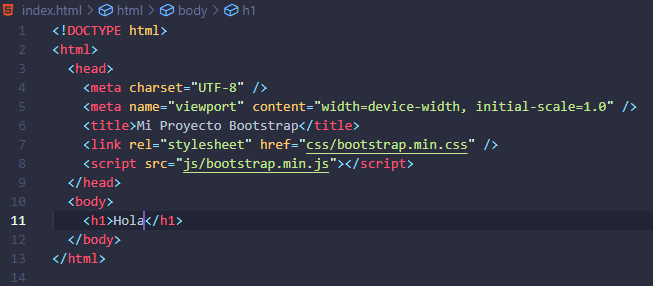 index.html > html > body > h1
1 <!DOCTYPE html>
2 <html>
3 <head>
4 <meta charset="UTF-8" />
5 <meta name="viewport" content="width=device-width, initial-scale=1.0" />
6 <title>Mi Proyecto Bootstrap</title>
7 <link rel="stylesheet" href="css/bootstrap.min.css" />
8 <script src="js/bootstrap.min.js"></script>
9 </head>
10 <body>
11 <h1>Hola</h1>
12 </body>
13 </html>
14